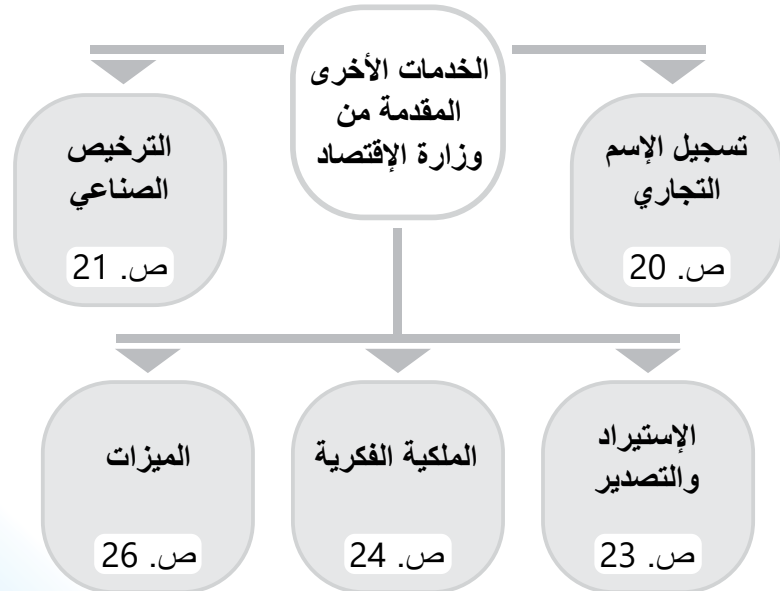 الخدمات الأخرى
المقدمة من
وزارة الإقتصاد
تسجيل الإسم
التجاري
ص. 20
الترخيص
الصناعي
ص. 21
الإستيراد
والتصدير
ص. 23
الملكية الفكرية
ص. 24
الميزات
ص. 26